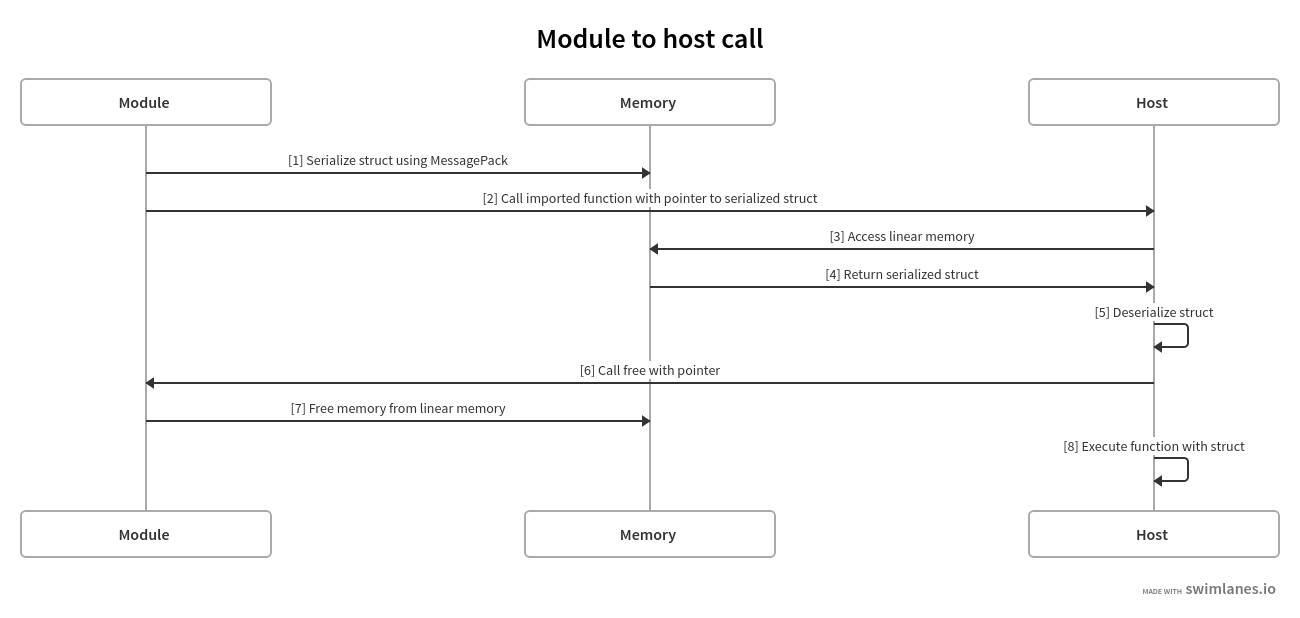 Module to host call
Module
Memory
Host
[1] Serialize struct using MessagePack
[2] Call imported function with pointer to serialized struct
[3] Access linear memory
[4] Return serialized struct
[5] Deserialize struct
[6] Call free with pointer
[7] Free memory from linear memory
[8] Execute function with struct
Module
Memory
Host
MADE WITH swimlanes.io